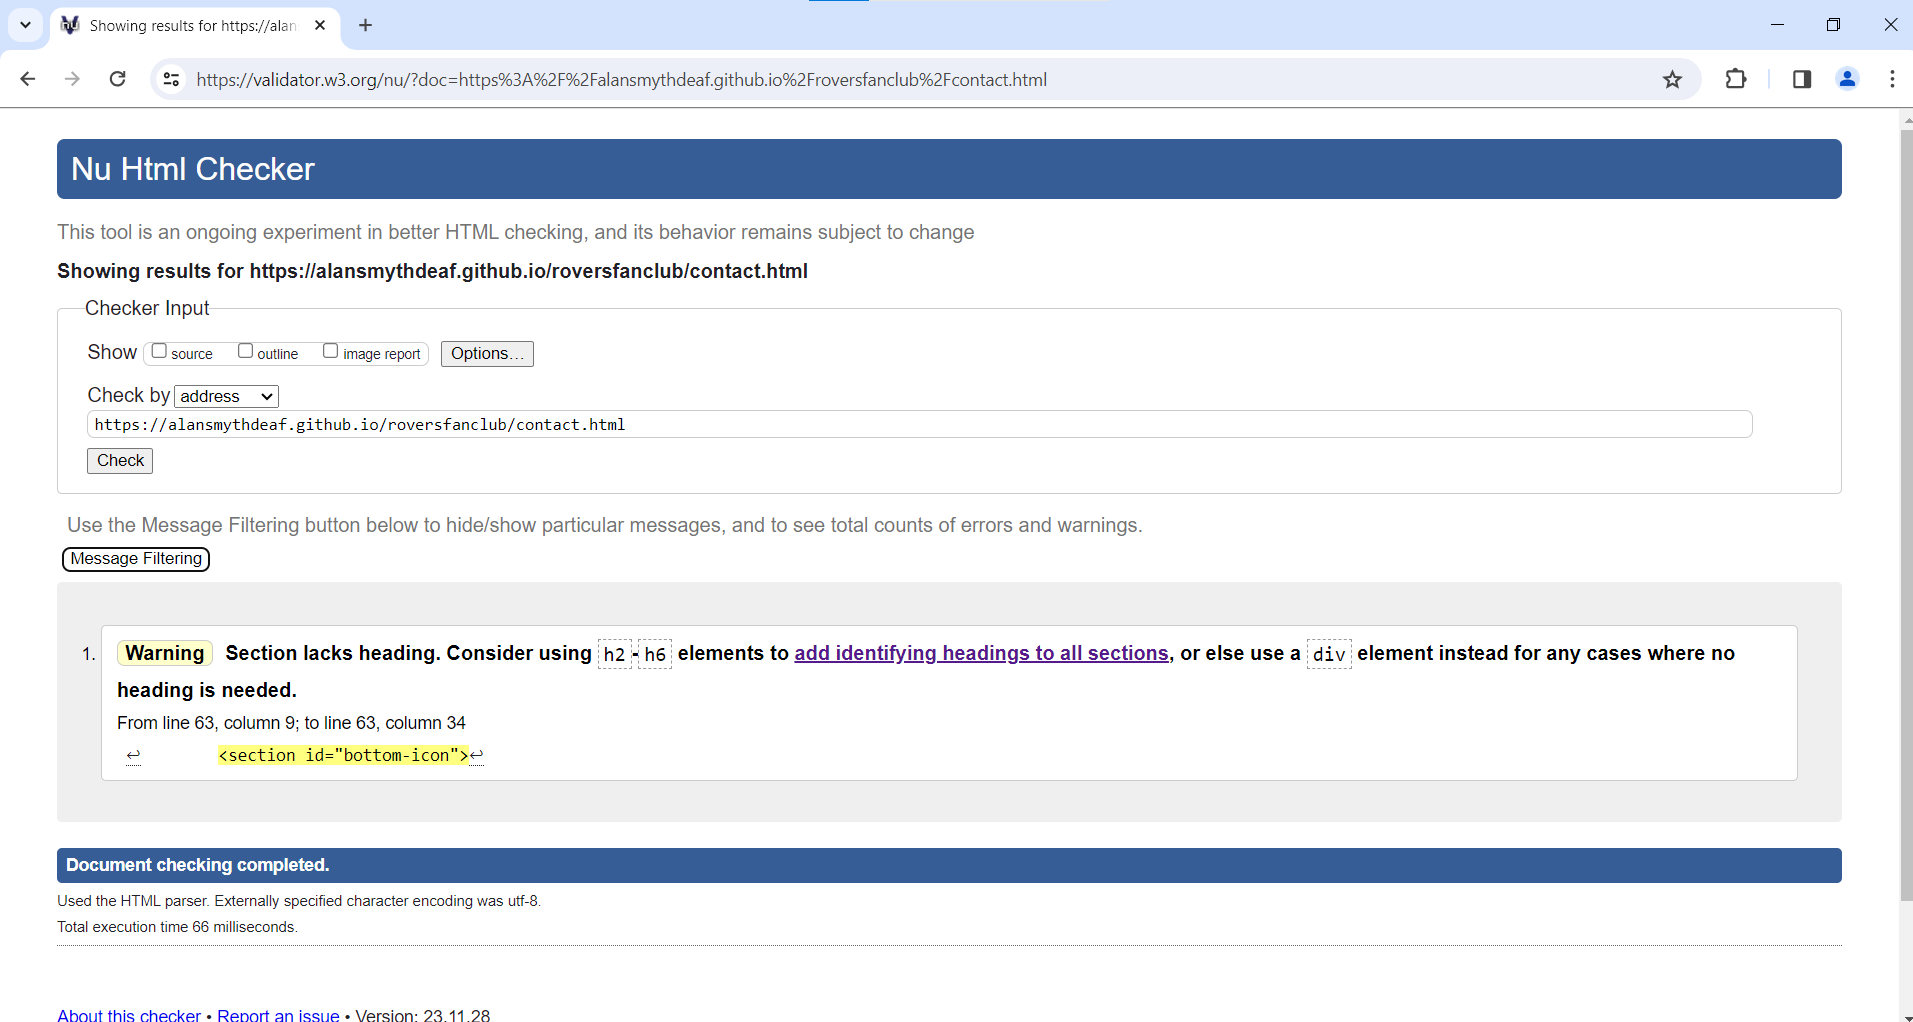 Showing results for https://alan
https://validator.w3.org/nu/?doc=https%3A%2F%2Falansmythdeaf.github.io%2Froversfanclub%2Fcontact.html
Nu Html Checker
This tool is an ongoing experiment in better HTML checking, and its behavior remains subject to change
Showing results for https://alansmythdeaf.github.io/roversfanclub/contact.html
Checker Input
Show source outline image report Options...
Check by address
https://alansmythdeaf.github.io/roversfanclub/contact.html
Check
Use the Message Filtering button below to hide/show particular messages, and to see total counts of errors and warnings.
Message Filtering
1. Warning Section lacks heading. Consider using h2-h6 elements to add identifying headings to all sections, or else use a div element instead for any cases where no
heading is needed.
From line 63, column 9; to line 63, column 34
↩ <section id="bottom-icon">↩
Document checking completed.
Used the HTML parser. Externally specified character encoding was utf-8.
Total execution time 66 milliseconds.
About this checker • Report an issue • Version: 23.11.28